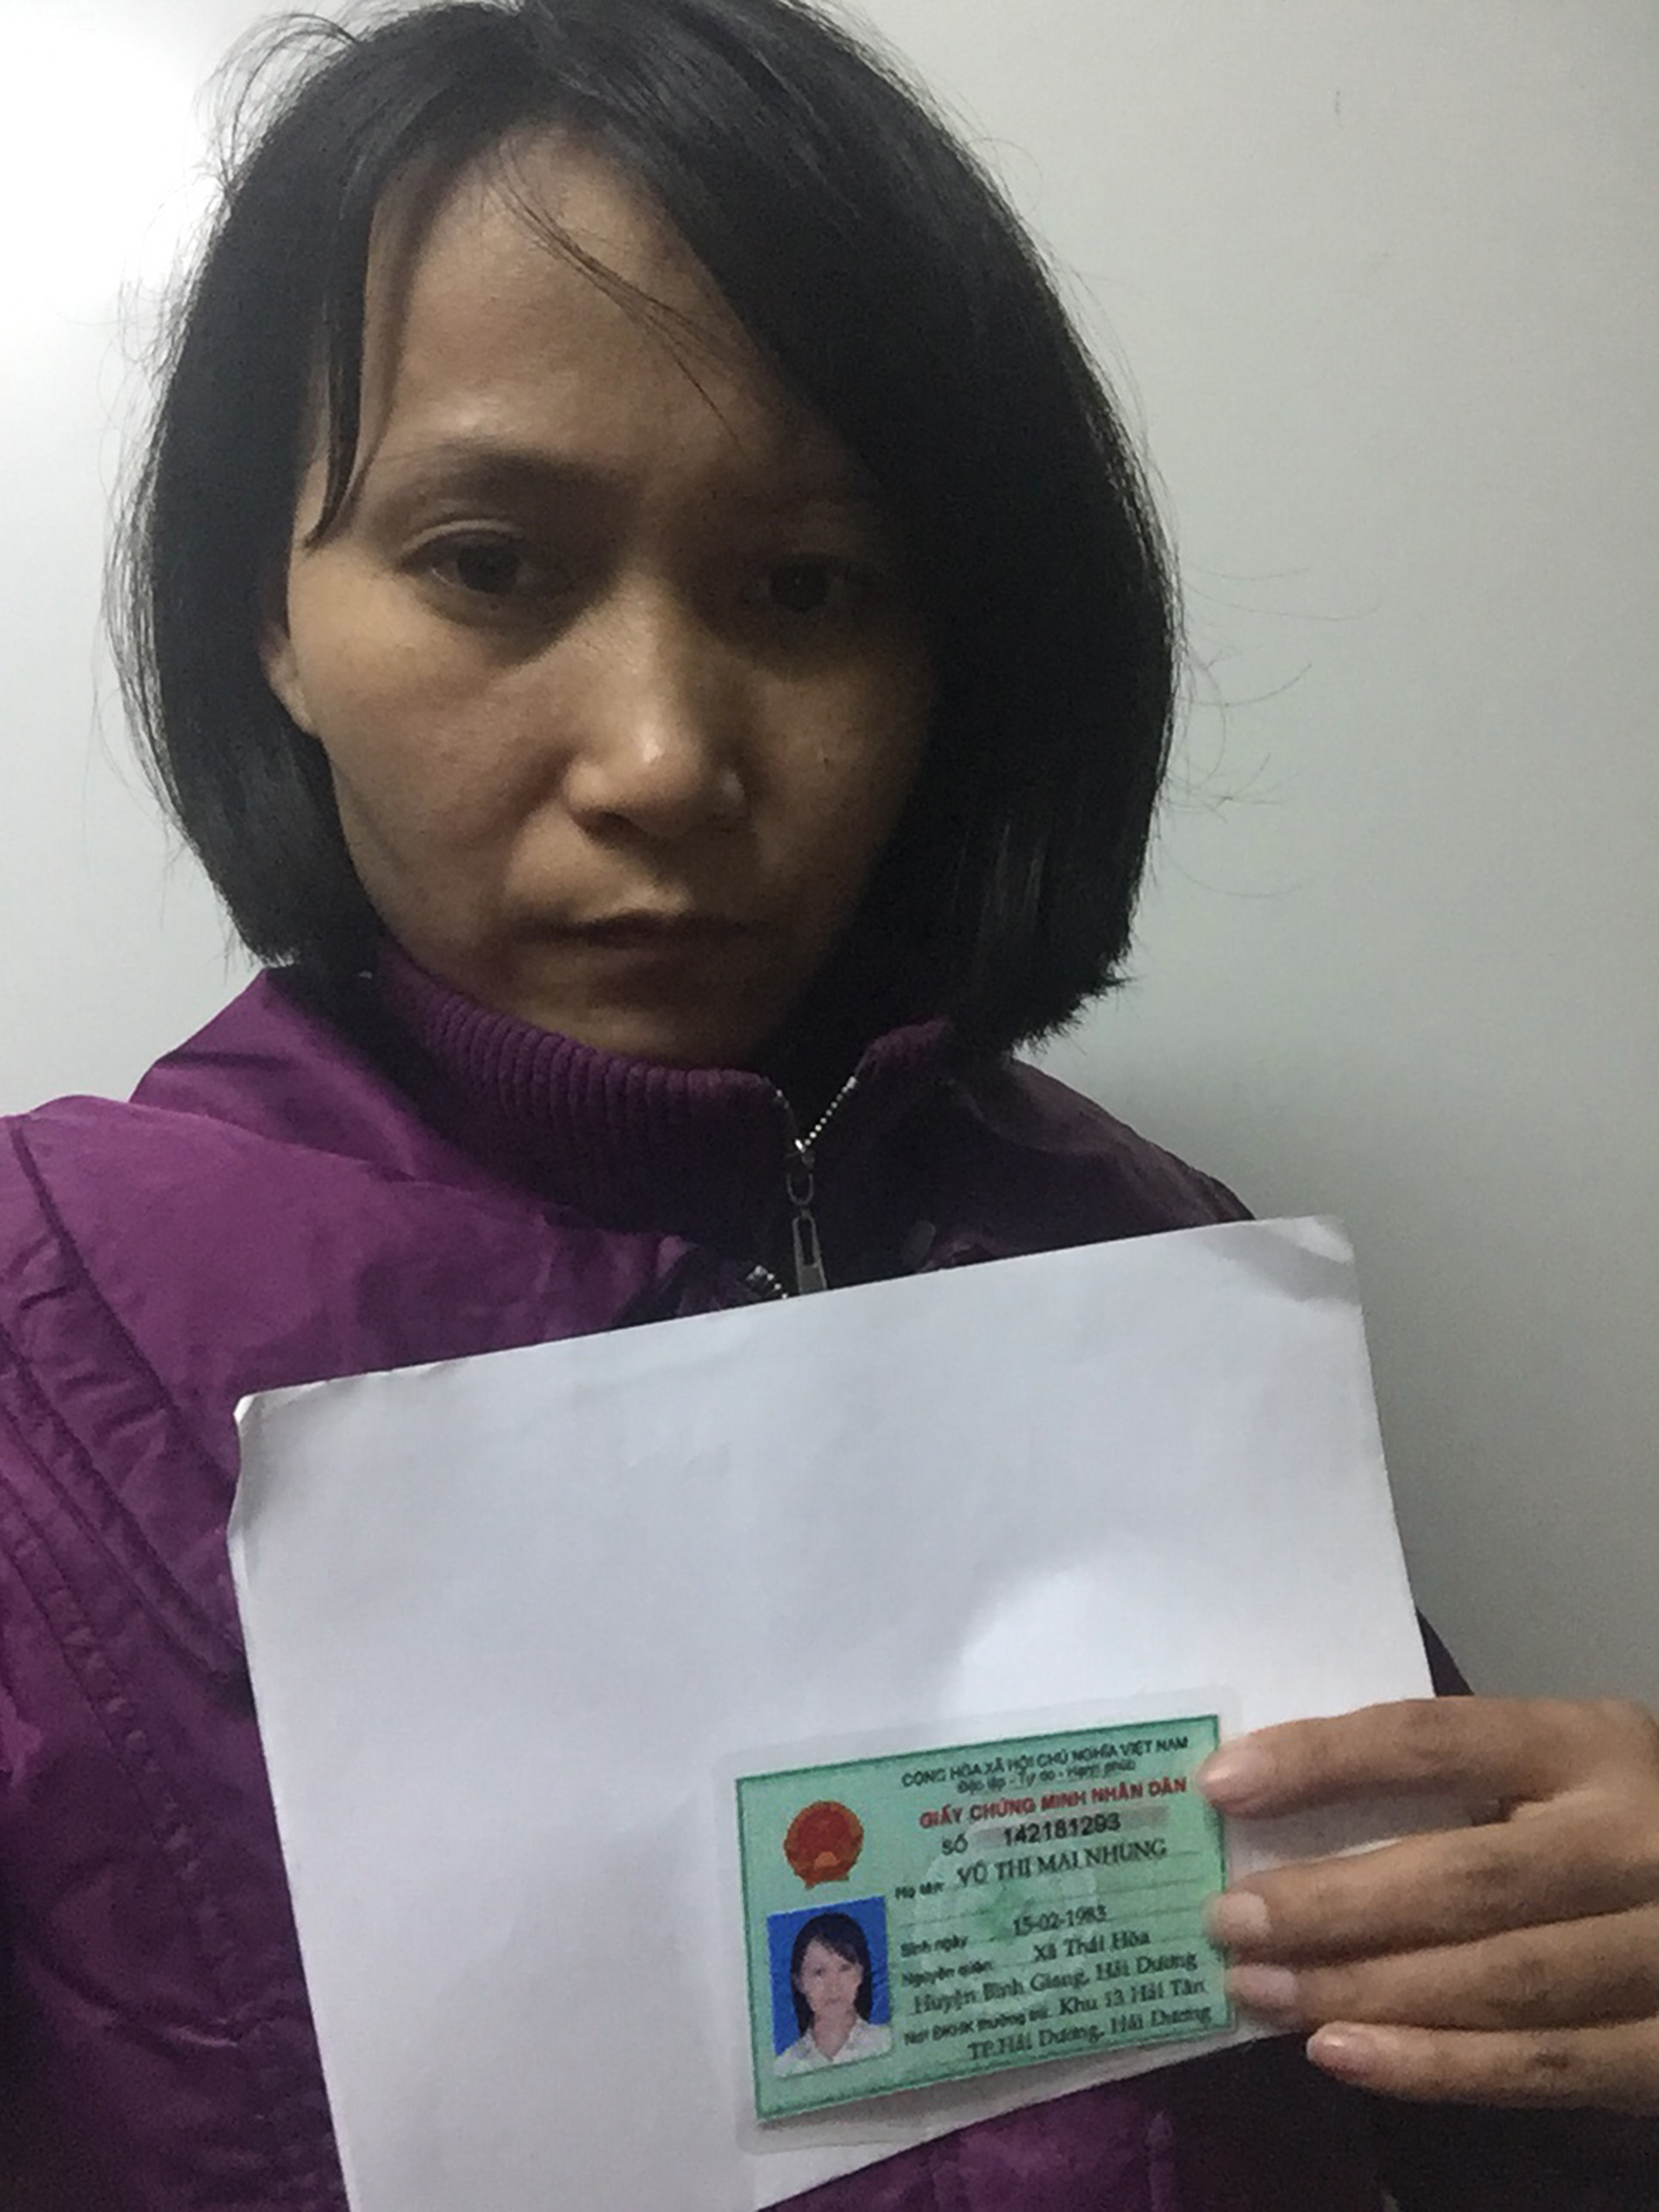 CỘNG HÒA XÃ HỘI CHỦ NGHĨA VIỆT NAM
Độc lập - Tự do - Hạnh phúc
GIẤY CHỨNG MINH NHÂN DÂN
SỐ 142181293
Họ tên VŨ THỊ MAI NHUNG
Sinh ngày 15-02-1983
Nguyên quán Xã Thái Hòa
Huyện Bình Giang, Hải Dương
Nơi ĐKHK thường trú Khu 13 Hải Tân
TP.Hải Dương, Hải Dương